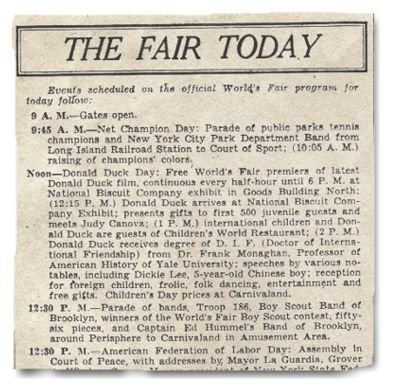 THE FAIR TODAY
Events scheduled on the official World's Fair program for
today follow:
9 A. M.—Gates open.
9:45 A. M.—Net Champion Day: Parade of public parks tennis
champions and New York City Park Department Band from
Long Island Railroad Station to Court of Sport; (10:05 A. M.)
raising of champions' colors.
Noon—Donald Duck Day: Free World's Fair premiers of latest
Donald Duck film, continuous every half-hour until 6 P. M. at
National Biscuit Company exhibit in Goods Building North;
(12:15 P. M.) Donald Duck arrives at National Biscuit Com-
pany Exhibit; presents gifts to first 500 juvenile guests and
meets Judy Canova; (1 P. M.) international children and Don-
ald Duck are guests of Children's World Restaurant; (2 P. M.)
Donald Duck receives degree of D. I. F. (Doctor of Interna-
tional Friendship) from Dr. Frank Monaghan, Professor of
American History of Yale University; speeches by various no-
tables, including Dickie Lee, 5-year-old Chinese boy; reception
for foreign children, frolic, folk dancing, entertainment and
free gifts. Children's Day prices at Carnivaland.
12:30 P. M.—Parade of bands, Troop 186, Boy Scout Band of
Brooklyn, winners of the World's Fair Boy Scout contest, fifty-
six pieces, and Captain Ed Hummel's Band of Brooklyn,
around Perisphere to Carnivaland in Amusement Area.
12:30 P. M.—American Federation of Labor Day: Assembly in
Court of Peace, with addresses by Mayor La Guardia, Grover
New York State Fed